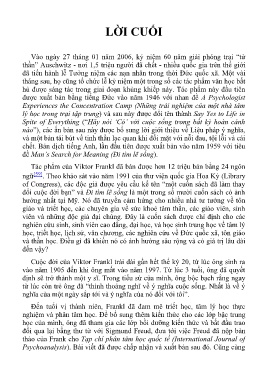 LỜI CUỐI
Vào ngày 27 tháng 01 năm 2006, kỷ niệm 60 năm giải phóng trại “tử
thần” Auschwitz - nơi 1,5 triệu người đã chết - nhiều quốc gia trên thế giới
đã tiến hành lễ Tưởng niệm các nạn nhân trong thời Đức quốc xã. Một vài
tháng sau, họ cũng tổ chức lễ kỷ niệm một trong số các tác phẩm văn học bất
hủ được sáng tác trong giai đoạn khủng khiếp này. Tác phẩm này đầu tiên
được xuất bản bằng tiếng Đức vào năm 1946 với nhan đề A Psychologist
Experiences the Concentration Camp (Những trải nghiệm của một nhà tâm
lý học trong trại tập trung) và sau này được đổi tên thành Say Yes to Life in
Spite of Everything (“Hãy nói ‘Có’ với cuộc sống trong bất kỳ hoàn cảnh
nào”), các ấn bản sau này được bổ sung lời giới thiệu về Liệu pháp ý nghĩa,
và một bản tái bút về tinh thần lạc quan khi đối mặt với nỗi đau, tội lỗi và cái
chết. Bản dịch tiếng Anh, lần đầu tiên được xuất bản vào năm 1959 với tiêu
đề Man’s Search for Meaning (Đi tìm lẽ sống).
Tác phẩm của Viktor Frankl đã bán được hơn 12 triệu bản bằng 24 ngôn
ngữ. Theo khảo sát vào năm 1991 của thư viện quốc gia Hoa Kỳ (Library
of Congress), các độc giả được yêu cầu kể tên “một cuốn sách đã làm thay
đổi cuộc đời bạn” và Đi tìm lẽ sống là một trong số mười cuốn sách có ảnh
hưởng nhất tại Mỹ. Nó đã truyền cảm hứng cho nhiều nhà tư tưởng về tôn
giáo và triết học, các chuyên gia về sức khoẻ tâm thần, các giáo viên, sinh
viên và những độc giả đại chúng. Đây là cuốn sách được chỉ định cho các
nghiên cứu sinh, sinh viên cao đẳng, đại học, và học sinh trung học về tâm lý
học, triết học, lịch sử, văn chương, các nghiên cứu về Đức quốc xã, tôn giáo
và thần học. Điều gì đã khiến nó có ảnh hưởng sâu rộng và có giá trị lâu dài
đến vậy?
Cuộc đời của Viktor Frankl trải dài gần hết thế kỷ 20, từ lúc ông sinh ra
vào năm 1905 đến khi ông mất vào năm 1997. Từ lúc 3 tuổi, ông đã quyết
định sẽ trở thành một y sĩ. Trong tiểu sử của mình, ông bộc bạch rằng ngay
từ lúc còn trẻ ông đã “thỉnh thoảng nghĩ về ý nghĩa cuộc sống. Nhất là về ý
nghĩa của một ngày sắp tới và ý nghĩa của nó đối với tôi”.
Đến tuổi vị thành niên, Frankl đã đam mê triết học, tâm lý học thực
nghiệm và phân tâm học. Để bổ sung thêm kiến thức cho các lớp bậc trung
học của mình, ông đã tham gia các lớp bồi dưỡng kiến thức và bắt đầu trao
đổi qua lại bằng thư từ với Sigmund Freud, đưa tới việc Freud đã nộp bản
thảo của Frank cho Tạp chí phân tâm học quốc tế (International Journal of
Psychoanalysis). Bài viết đã được chấp nhận và xuất bản sau đó. Cũng cùng